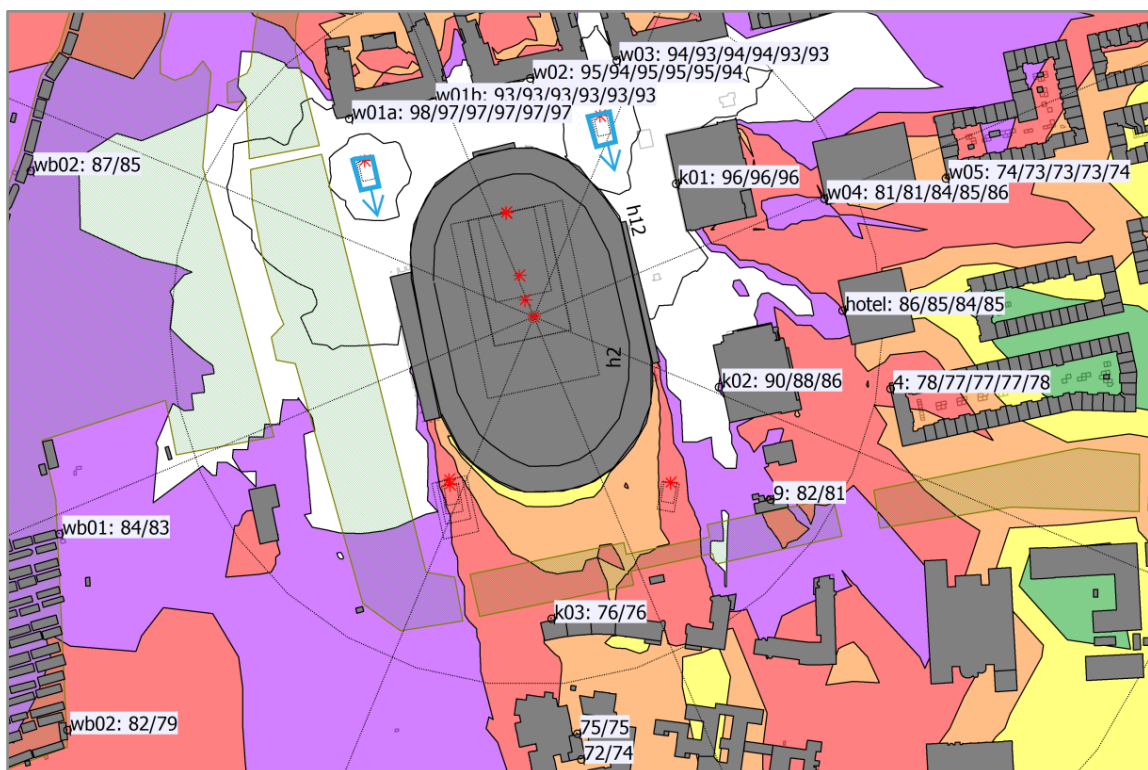 w03: 94/93/94/94/93/93
w02: 95/94/95/95/95/94
w01b: 93/93/93/93/93/93
w01a: 98/97/97/97/97/97
wb02: 87/85
k01: 96/96/96
w05: 74/73/73/73/74
w04: 81/81/84/85/86
h12
hotel: 86/85/84/85
h2
k02: 90/88/86
4: 78/77/77/77/78
9: 82/81
wb01: 84/83
k03: 76/76
wb02: 82/79
75/75
72/74